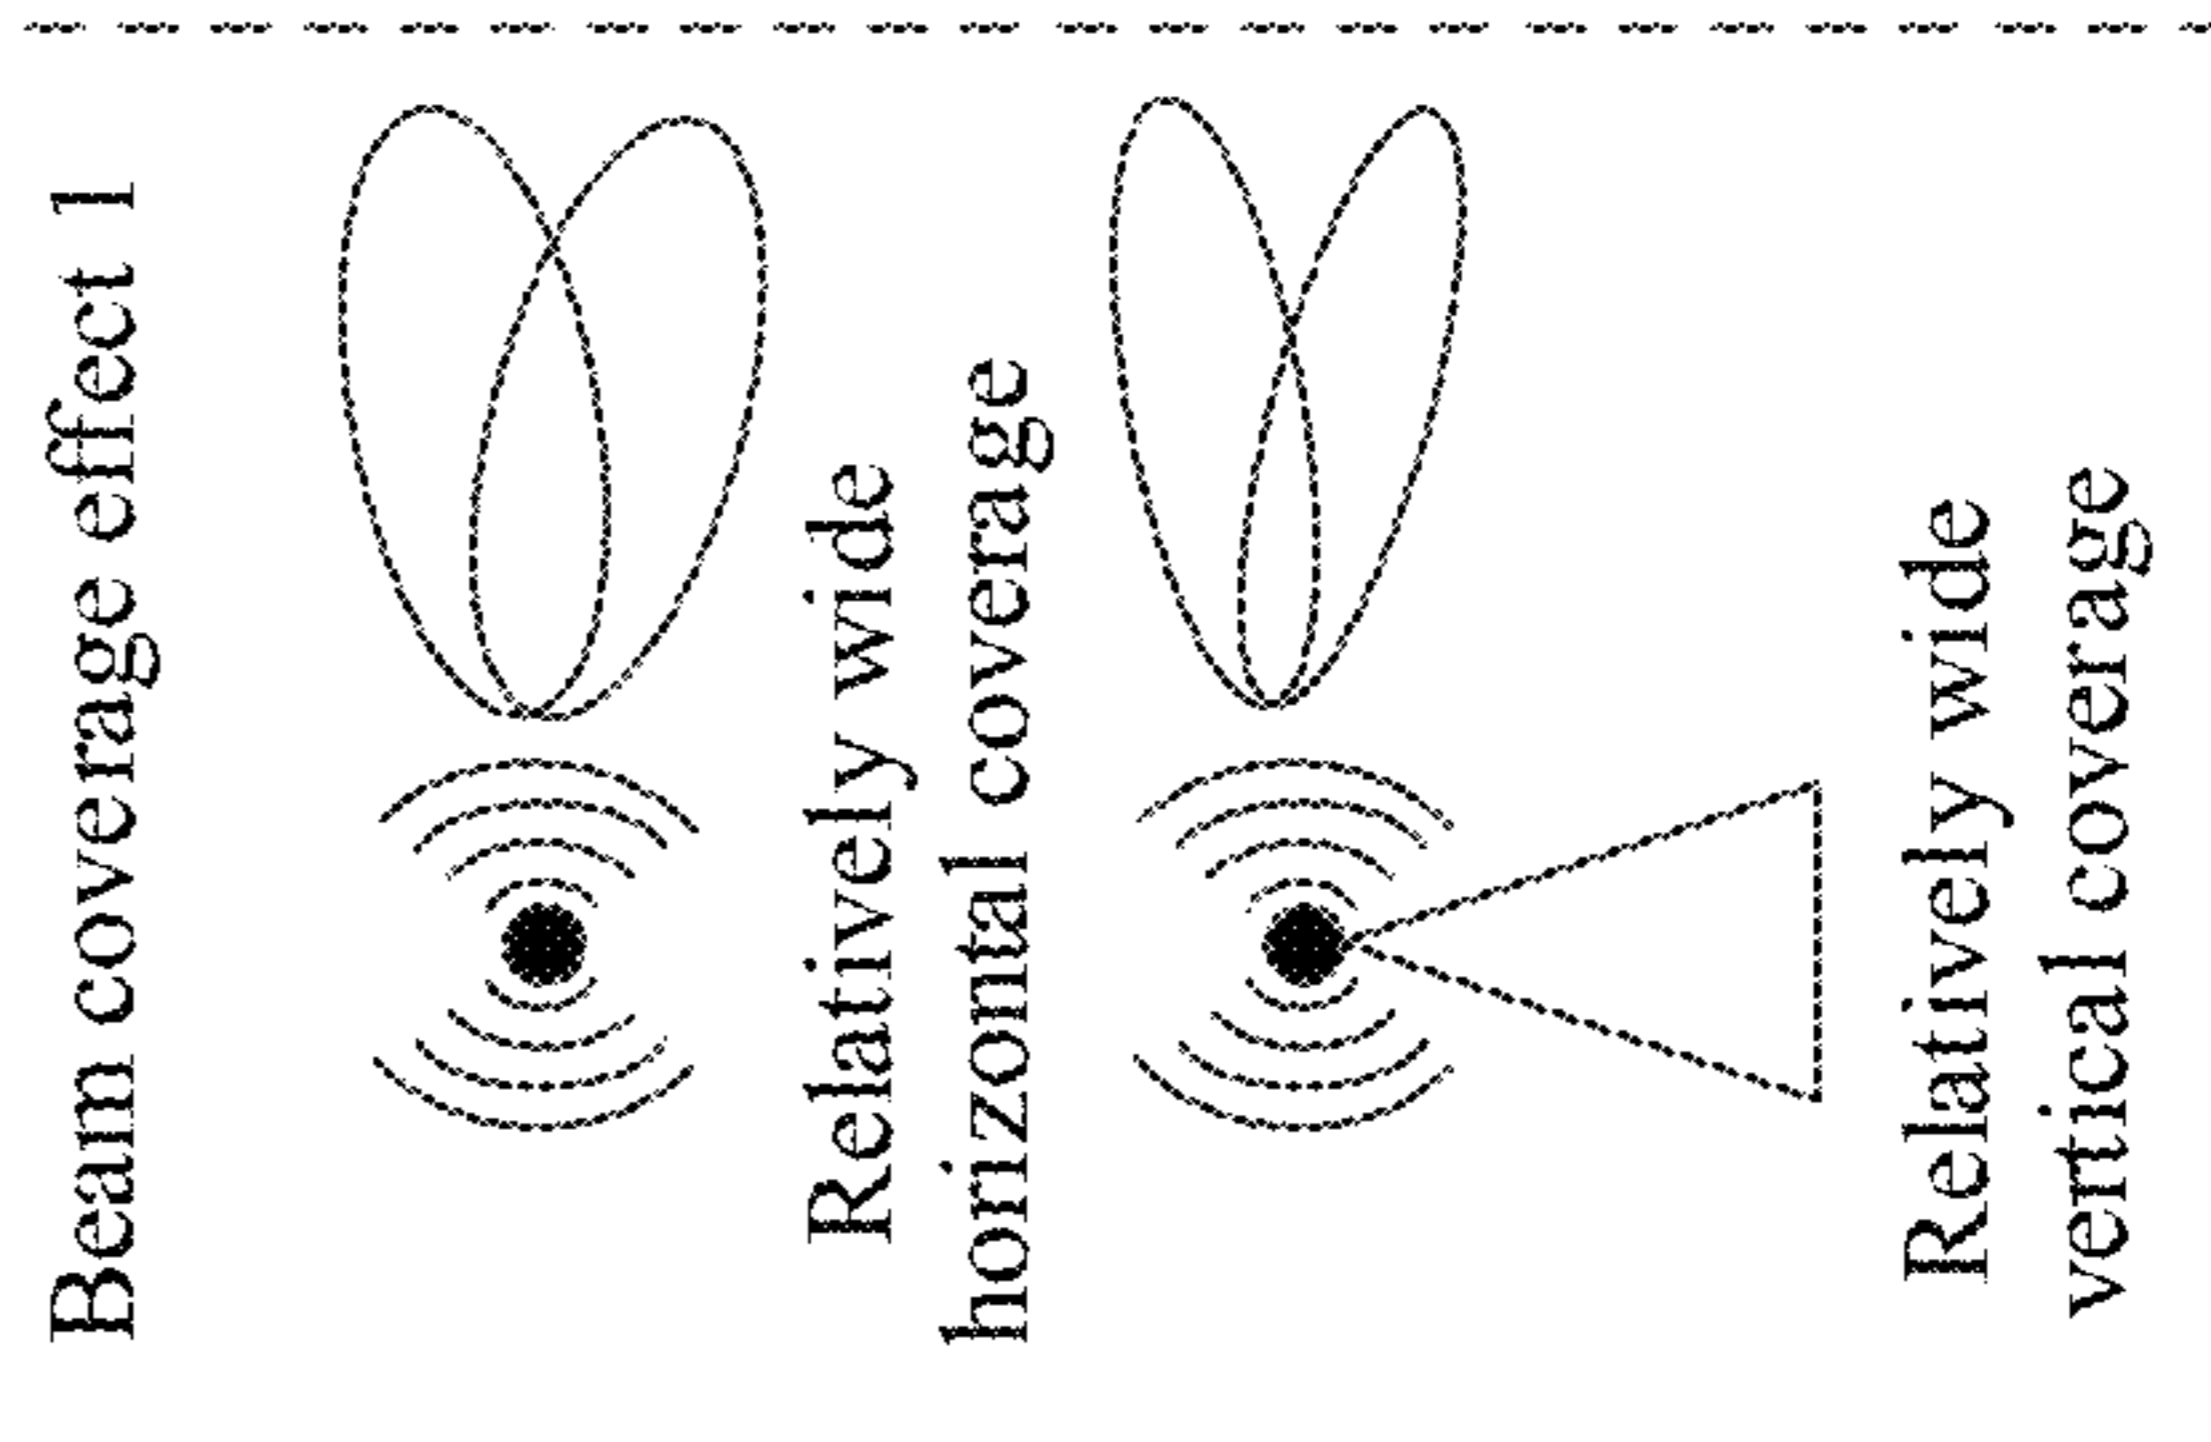 Beam coverage effect 1
Relatively wide
horizontal coverage
Relatively wide
vertical coverage